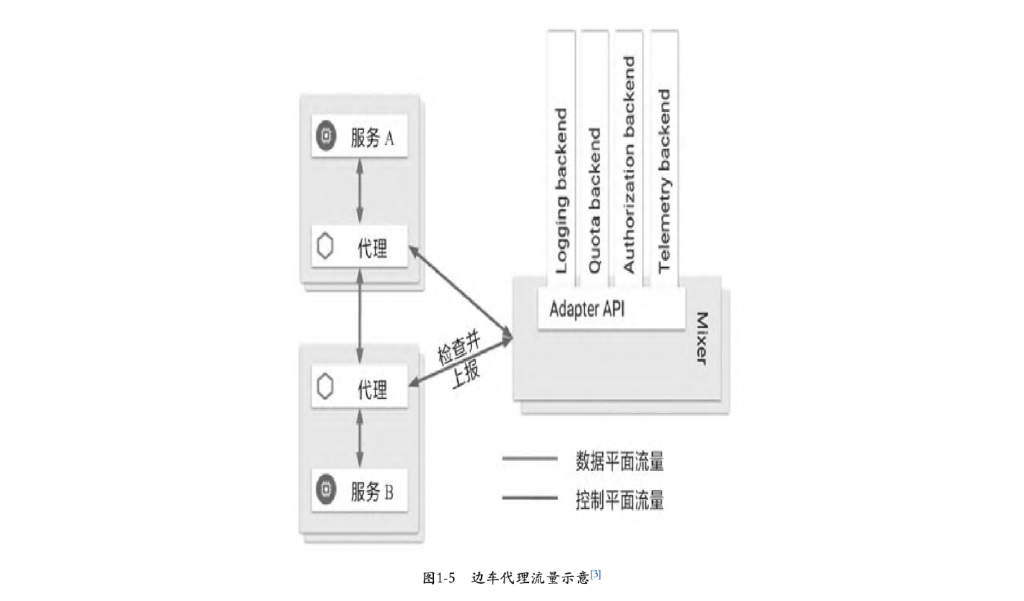 服务 A
代理
代理
服务 B
检查并
上报
Logging backend
Quota backend
Authorization backend
Telemetry backend
Adapter API
Mixer
数据平面流量
控制平面流量
图1-5 边车代理流量示意[3]